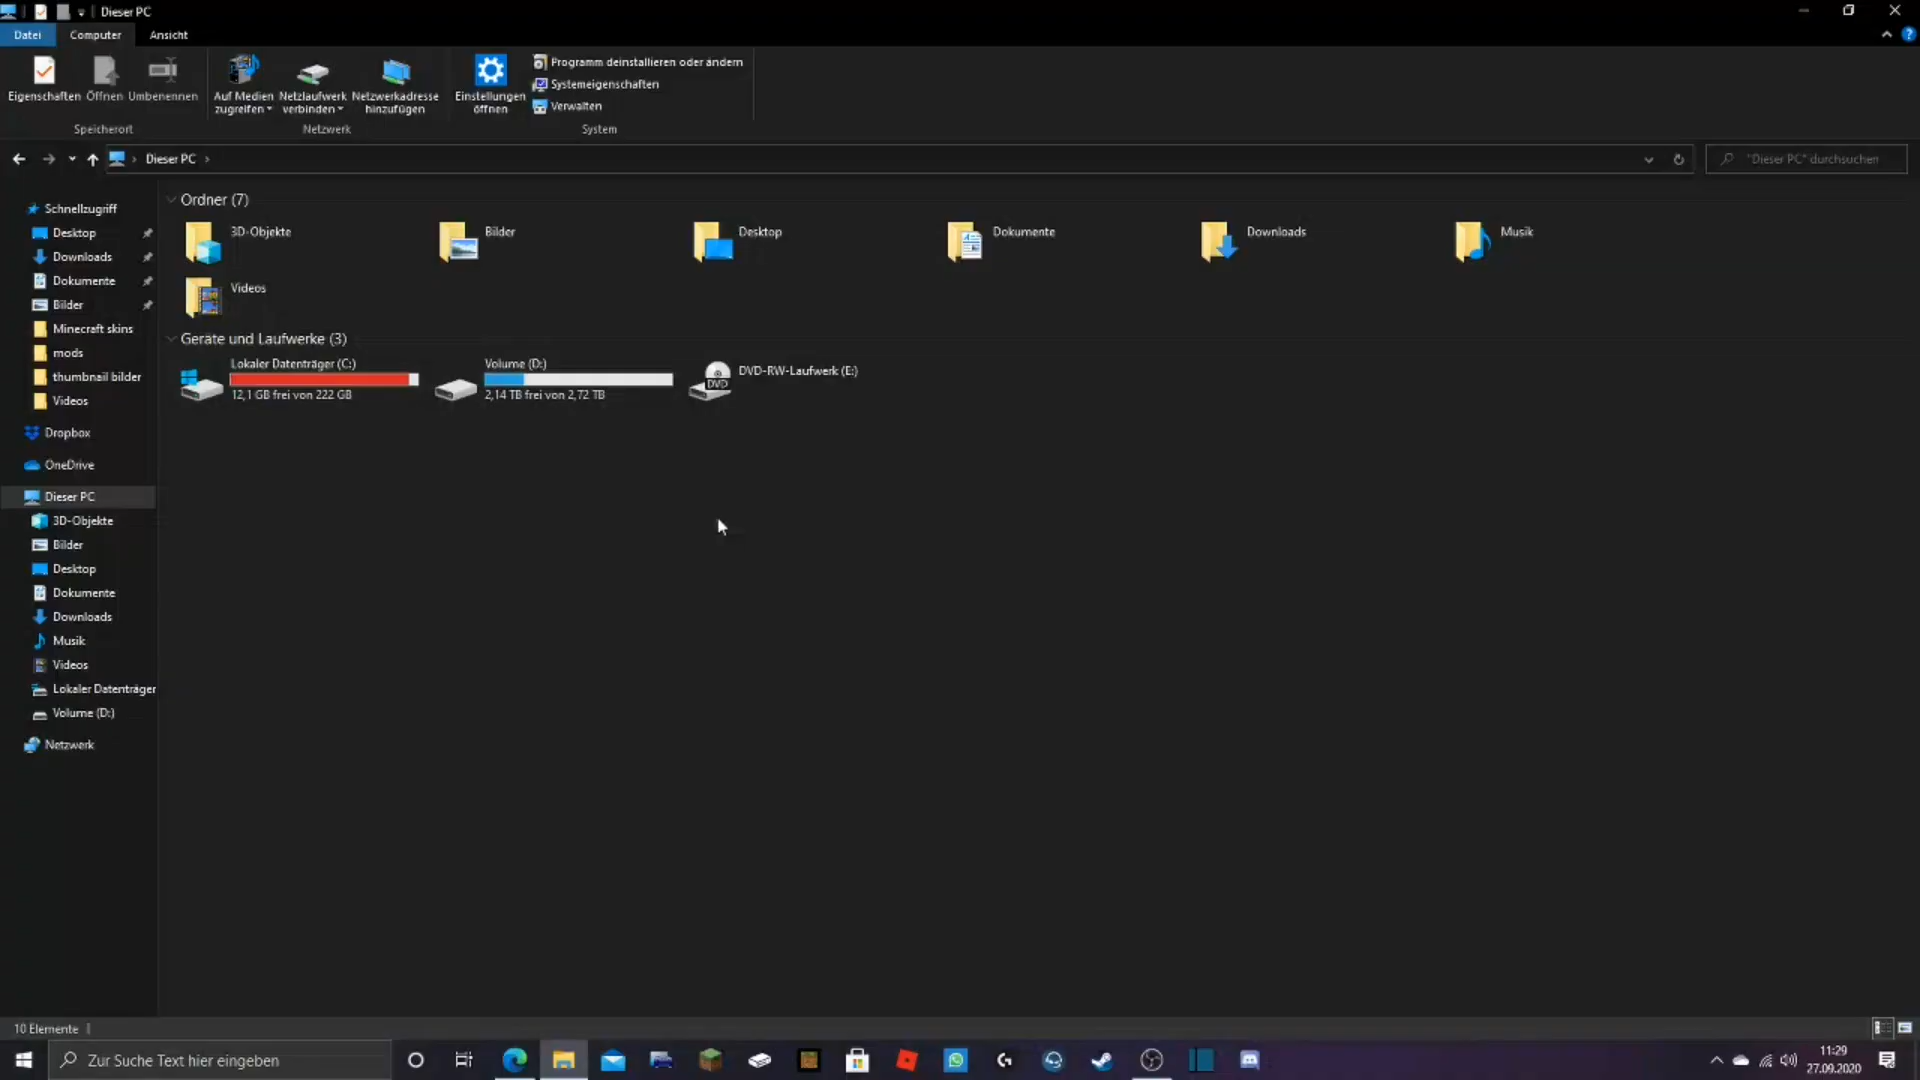 Dieser PC
Datei Computer Ansicht
Eigenschaften Öffnen Umbenennen
Auf Medien zugreifen
Netzlaufwerk verbinden
Netzwerkadresse hinzufügen
Einstellungen öffnen
Programm deinstallieren oder ändern
Systemeigenschaften
Verwalten
Speicherort Netzwerk System
Dieser PC
"Dieser PC" durchsuchen
Schnellzugriff
Desktop
Downloads
Dokumente
Bilder
Minecraft skins
mods
thumbnail bilder
Videos
Dropbox
OneDrive
Dieser PC
3D-Objekte
Bilder
Desktop
Dokumente
Downloads
Musik
Videos
Lokaler Datenträger
Volume (D:)
Netzwerk
Ordner (7)
3D-Objekte
Bilder
Desktop
Dokumente
Downloads
Musik
Videos
Geräte und Laufwerke (3)
Lokaler Datenträger (C:)
12,1 GB frei von 222 GB
Volume (D:)
2,14 TB frei von 2,72 TB
DVD-RW-Laufwerk (E:)
DVD
10 Elemente
Zur Suche Text hier eingeben
11:29
27.09.2020